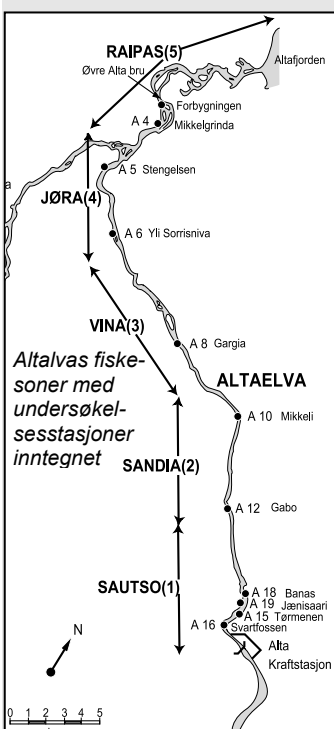 RAIPAS(5)
Altafjorden
Øvre Alta bru
Forbygningen
A 4 Mikkelgrinda
A 5 Stengelsen
a
JØRA(4)
A 6 Yli Sorrisniva
VINA(3)
A 8 Gargia
Altalvas fiske-
soner med
undersøkel-
sesstasjoner
inntegnet
ALTAELVA
A 10 Mikkeli
SANDIA(2)
A 12 Gabo
SAUTSO(1)
A 18 Banas
A 19 Jænisaari
A 15 Tørmenen
A 16 Svartfossen
Alta
Kraftstasjon
N
0 1 2 3 4 5